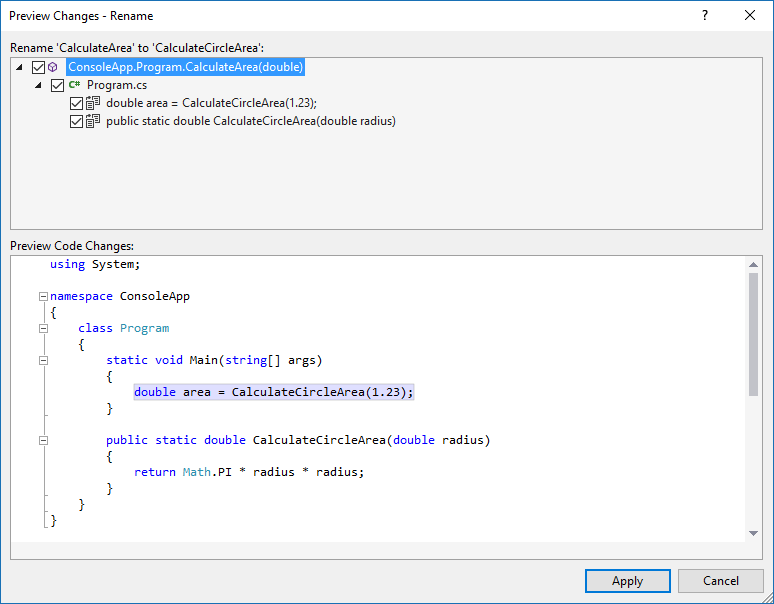 Preview Changes - Rename
Rename 'CalculateArea' to 'CalculateCircleArea':
ConsoleApp.Program.CalculateArea(double)
C# Program.cs
double area = CalculateCircleArea(1.23);
public static double CalculateCircleArea(double radius)
Preview Code Changes:
using System;
namespace ConsoleApp
{
class Program
{
static void Main(string[] args)
{
double area = CalculateCircleArea(1.23);
}
public static double CalculateCircleArea(double radius)
{
return Math.PI * radius * radius;
}
}
}
Apply Cancel